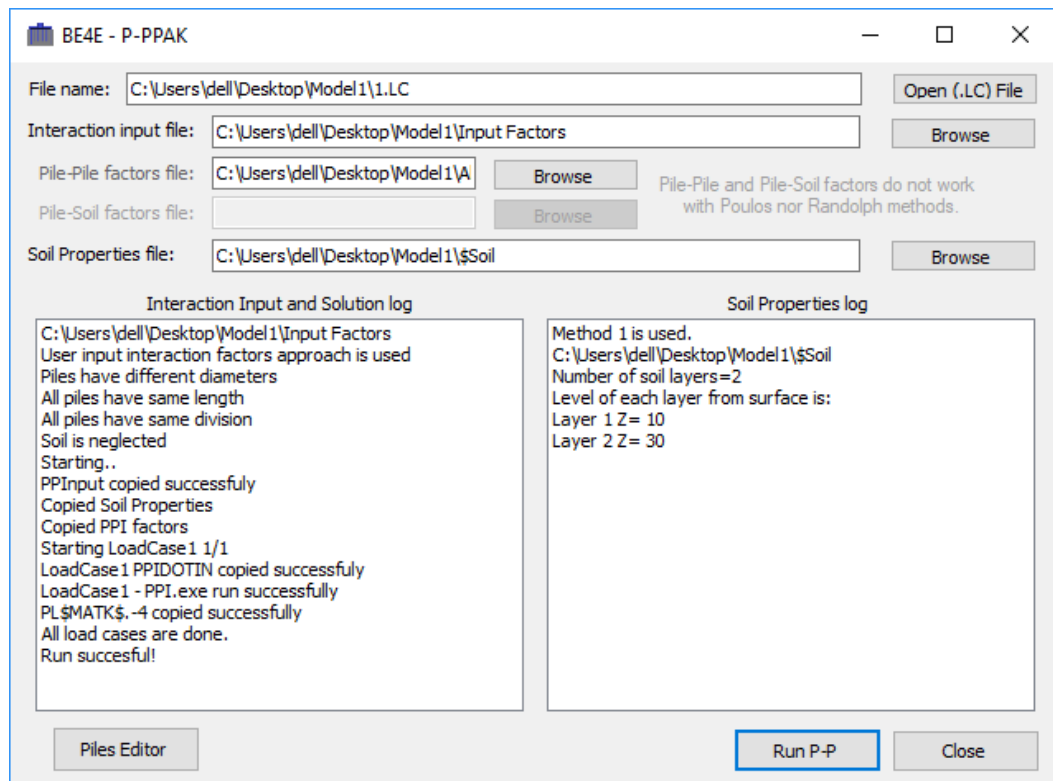 BE4E - P-PPAK
File name: C:\Users\dell\Desktop\Model1\1.LC Open (.LC) File
Interaction input file: C:\Users\dell\Desktop\Model1\Input Factors Browse
Pile-Pile factors file: C:\Users\dell\Desktop\Model1\A Browse Pile-Pile and Pile-Soil factors do not work
Pile-Soil factors file: Browse with Poulos nor Randolph methods.
Soil Properties file: C:\Users\dell\Desktop\Model1\$Soil Browse
Interaction Input and Solution log
C:\Users\dell\Desktop\Model1\Input Factors
User input interaction factors approach is used
Piles have different diameters
All piles have same length
All piles have same division
Soil is neglected
Starting..
PPInput copied successfuly
Copied Soil Properties
Copied PPI factors
Starting LoadCase1 1/1
LoadCase1 PPIDOTIN copied successfuly
LoadCase1 - PPI.exe run successfully
PL$MATK$.-4 copied successfully
All load cases are done.
Run succesful!
Soil Properties log
Method 1 is used.
C:\Users\dell\Desktop\Model1\$Soil
Number of soil layers=2
Level of each layer from surface is:
Layer 1 Z= 10
Layer 2 Z= 30
Piles Editor Run P-P Close